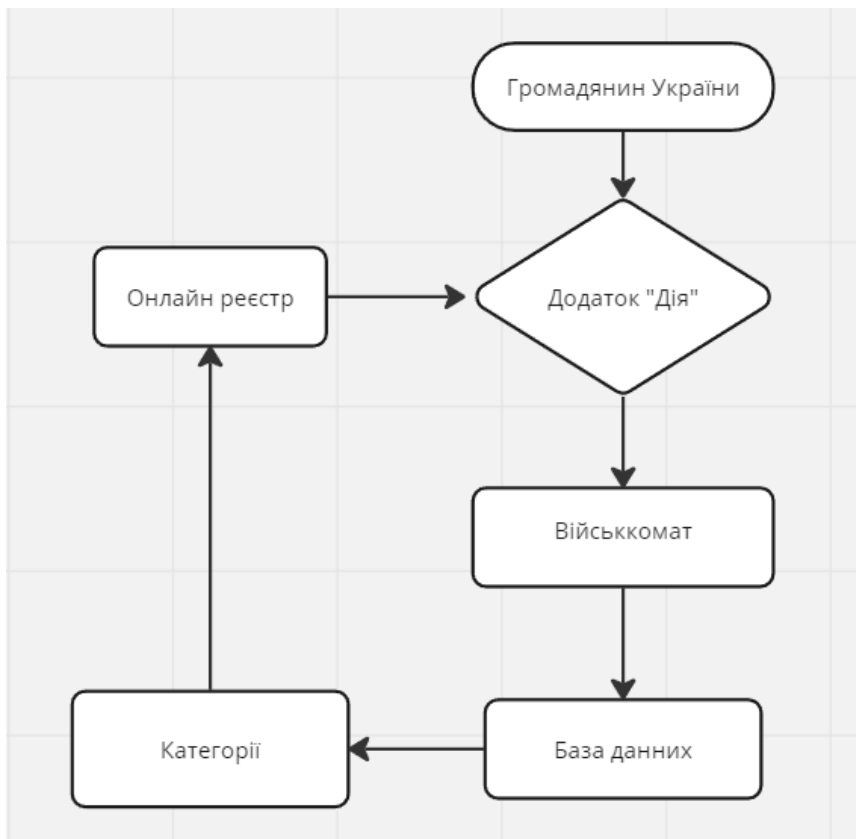 Громадянин України
Онлайн реєстр
Додаток "Дія"
Військкомат
Категорії
База данних